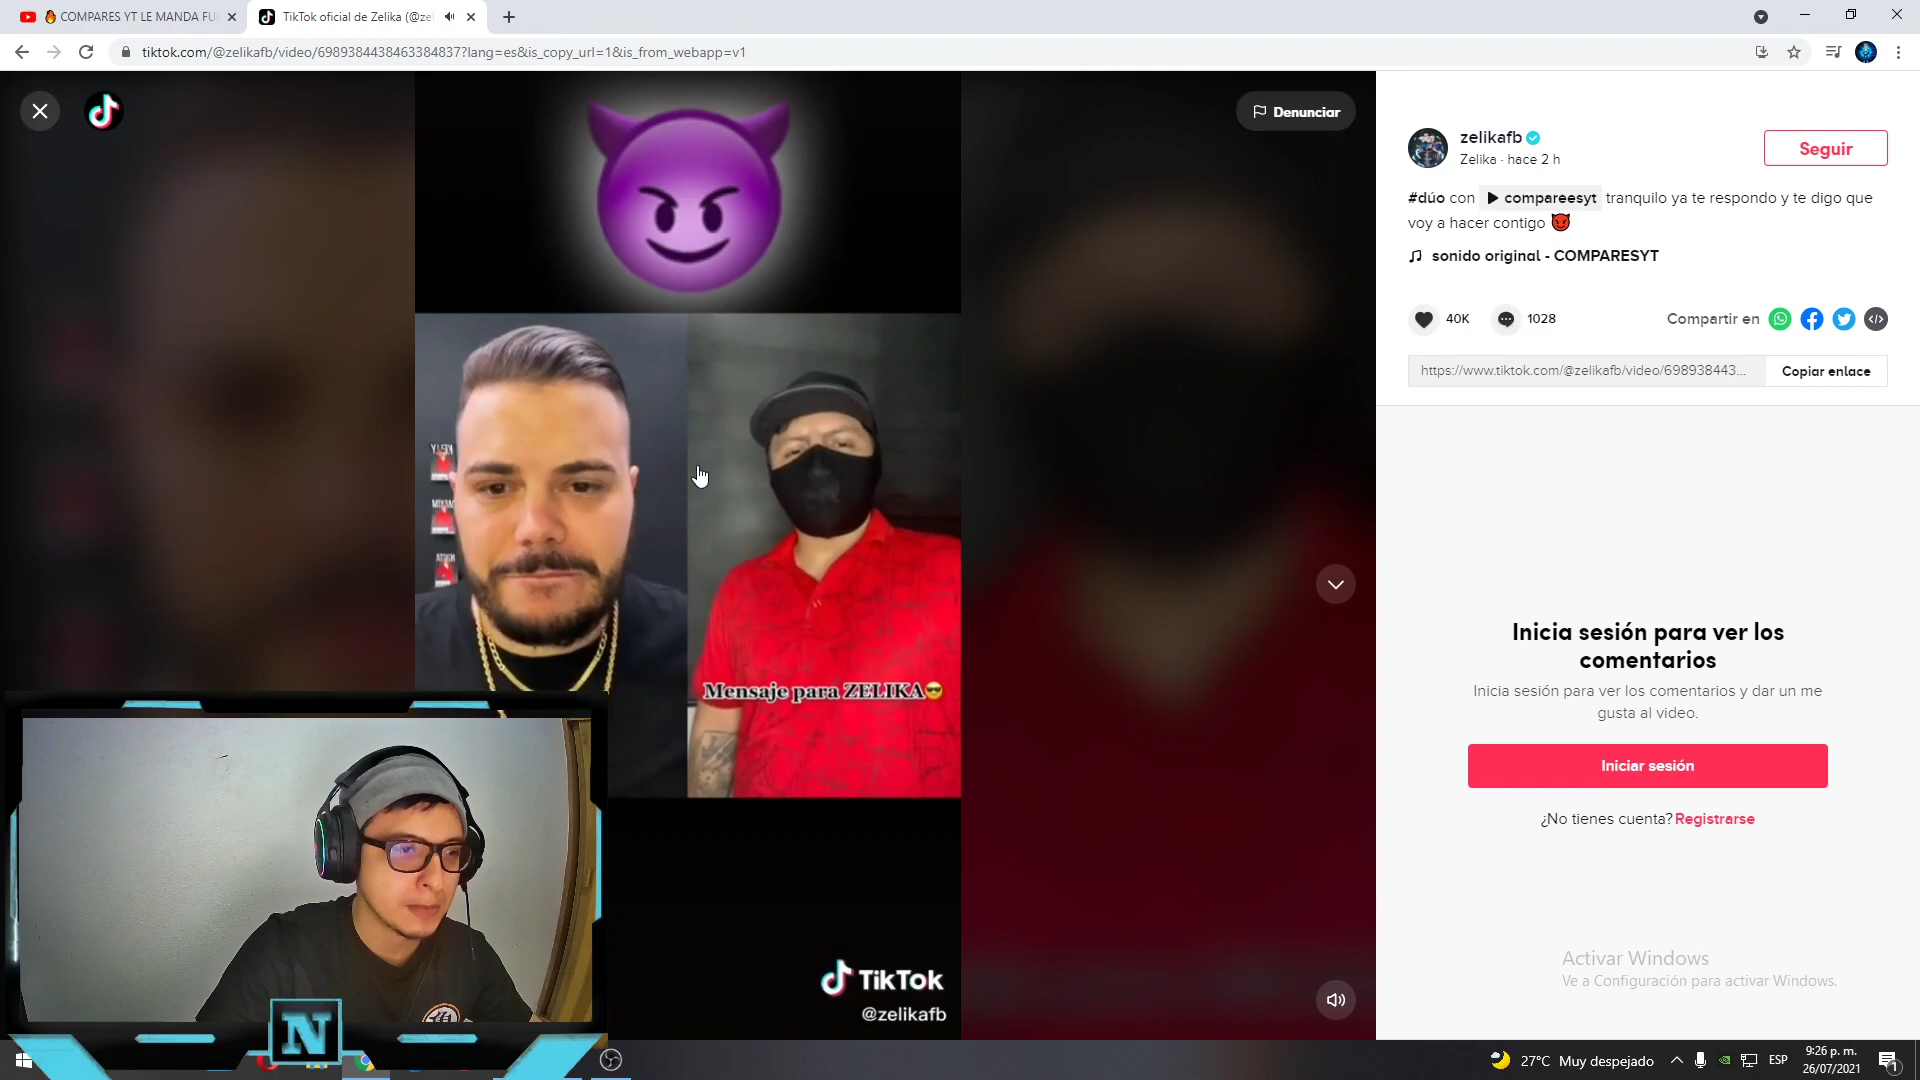 COMPARES YT LE MANDA FU
TikTok oficial de Zelika (@ze
tiktok.com/@zelikafb/video/6989384438463384837?lang=es&is_copy_url=1&is_from_webapp=v1
Denunciar
zelikafb
Zelika · hace 2 h
Seguir
#dúo con compareesyt tranquilo ya te respondo y te digo que
voy a hacer contigo
sonido original - COMPARESYT
40K
1028
Compartir en
https://www.tiktok.com/@zelikafb/video/698938443...
Copiar enlace
Mensaje para ZELIKA
Inicia sesión para ver los
comentarios
Inicia sesión para ver los comentarios y dar un me
gusta al video.
Iniciar sesión
¿No tienes cuenta? Registrarse
TikTok
@zelikafb
Activar Windows
Ve a Configuración para activar Windows.
N
27°C Muy despejado
ESP
9:26 p. m.
26/07/2021
1